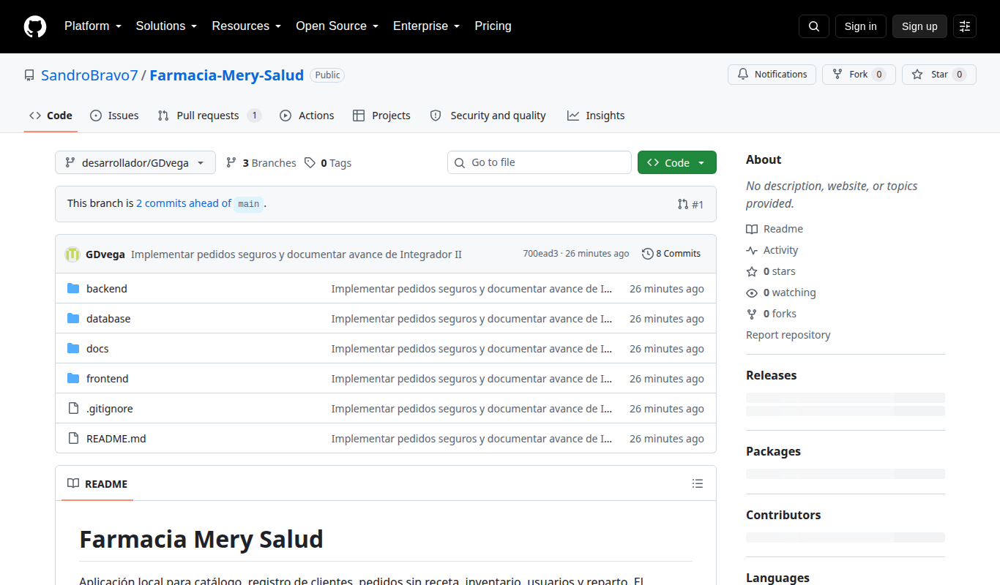 Platform Solutions Resources Open Source Enterprise Pricing Sign in Sign up
SandroBravo7 / Farmacia-Mery-Salud Public Notifications Fork 0 Star 0
Code Issues Pull requests 1 Actions Projects Security and quality Insights
desarrollador/GDvega 3 Branches 0 Tags Go to file Code
This branch is 2 commits ahead of main. #1
GDvega Implementar pedidos seguros y documentar avance de Integrador II 700ead3 · 26 minutes ago 8 Commits
backend Implementar pedidos seguros y documentar avance de I... 26 minutes ago
database Implementar pedidos seguros y documentar avance de I... 26 minutes ago
docs Implementar pedidos seguros y documentar avance de I... 26 minutes ago
frontend Implementar pedidos seguros y documentar avance de I... 26 minutes ago
.gitignore Implementar pedidos seguros y documentar avance de I... 26 minutes ago
README.md Implementar pedidos seguros y documentar avance de I... 26 minutes ago
README
Farmacia Mery Salud
Aplicación local para catálogo, registro de clientes, pedidos sin receta, inventario, usuarios y reparto. El
About
No description, website, or topics
provided.
Readme
Activity
0 stars
0 watching
0 forks
Report repository
Releases
Packages
Contributors
Languages